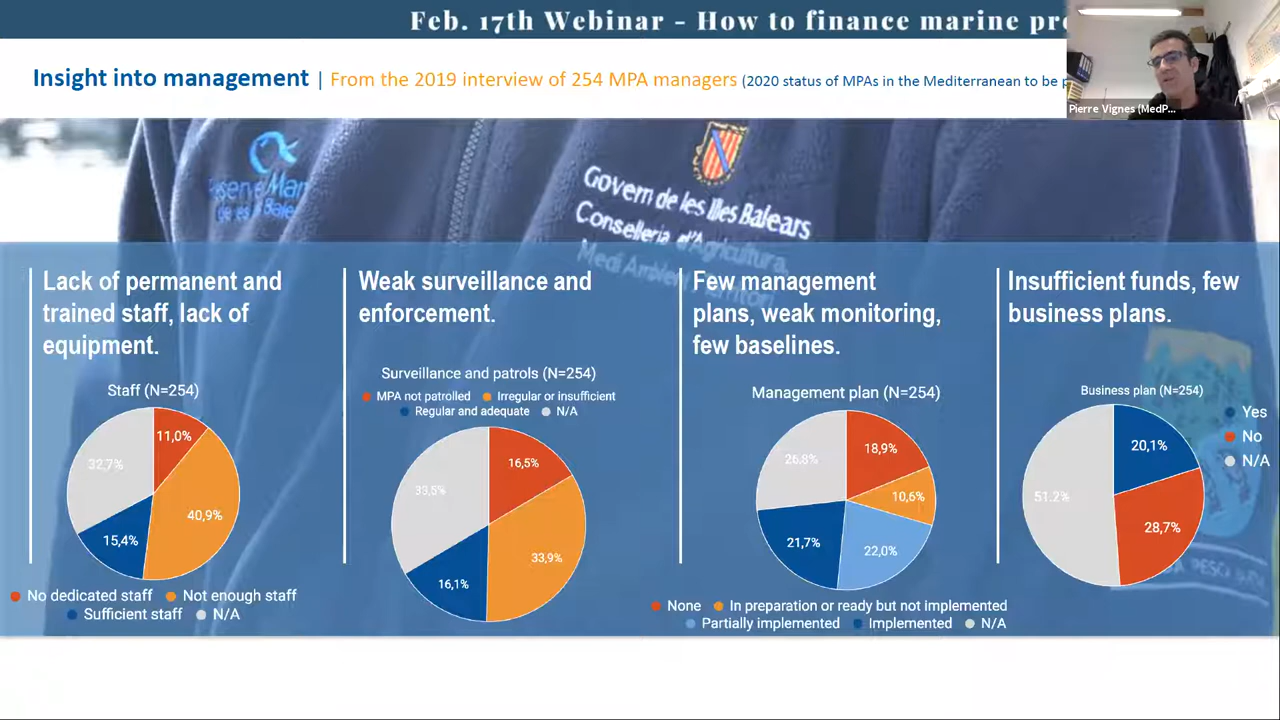 Feb. 17th Webinar - How to finance marine pr
Insight into management | From the 2019 interview of 254 MPA managers (2020 status of MPAs in the Mediterranean to be
Pierre Vignes (MedP...
Govern de les Illes Balears
Conselleria d'Agricultura,
Medi Ambient i Territori
de les Balea
Lack of permanent and
trained staff, lack of
equipment.
Staff (N=254)
11,0%
32,7%
40,9%
15,4%
No dedicated staff Not enough staff
Sufficient staff N/A
Weak surveillance and
enforcement.
Surveillance and patrols (N=254)
MPA not patrolled Irregular or insufficient
Regular and adequate N/A
16,5%
33,5%
33,9%
16,1%
Few management
plans, weak monitoring,
few baselines.
Management plan (N=254)
18,9%
26.8%
10,6%
21,7%
22,0%
None In preparation or ready but not implemented
Partially implemented Implemented N/A
Insufficient funds, few
business plans.
Business plan (N=254)
Yes
No
N/A
20,1%
51.2%
28,7%